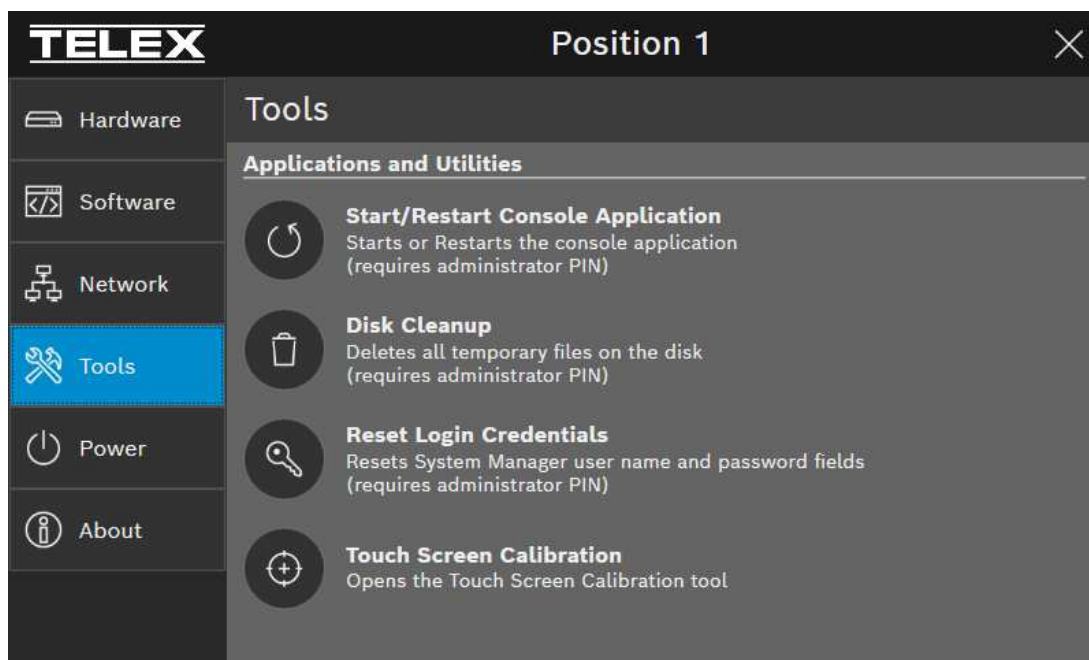 TELEX
Position 1
Hardware
Software
Network
Tools
Power
About
Tools
Applications and Utilities
Start/Restart Console Application
Starts or Restarts the console application
(requires administrator PIN)
Disk Cleanup
Deletes all temporary files on the disk
(requires administrator PIN)
Reset Login Credentials
Resets System Manager user name and password fields
(requires administrator PIN)
Touch Screen Calibration
Opens the Touch Screen Calibration tool